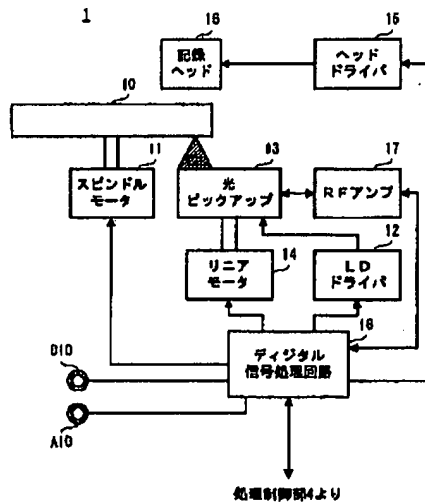 1
16
記録
ヘッド
15
ヘッド
ドライバ
10
11
スピンドル
モータ
13
光
ピックアップ
17
RFアンプ
リニア
モータ
14
12
LD
ドライバ
18
ディジタル
信号処理回路
DIO
AIO
処理制御部4より